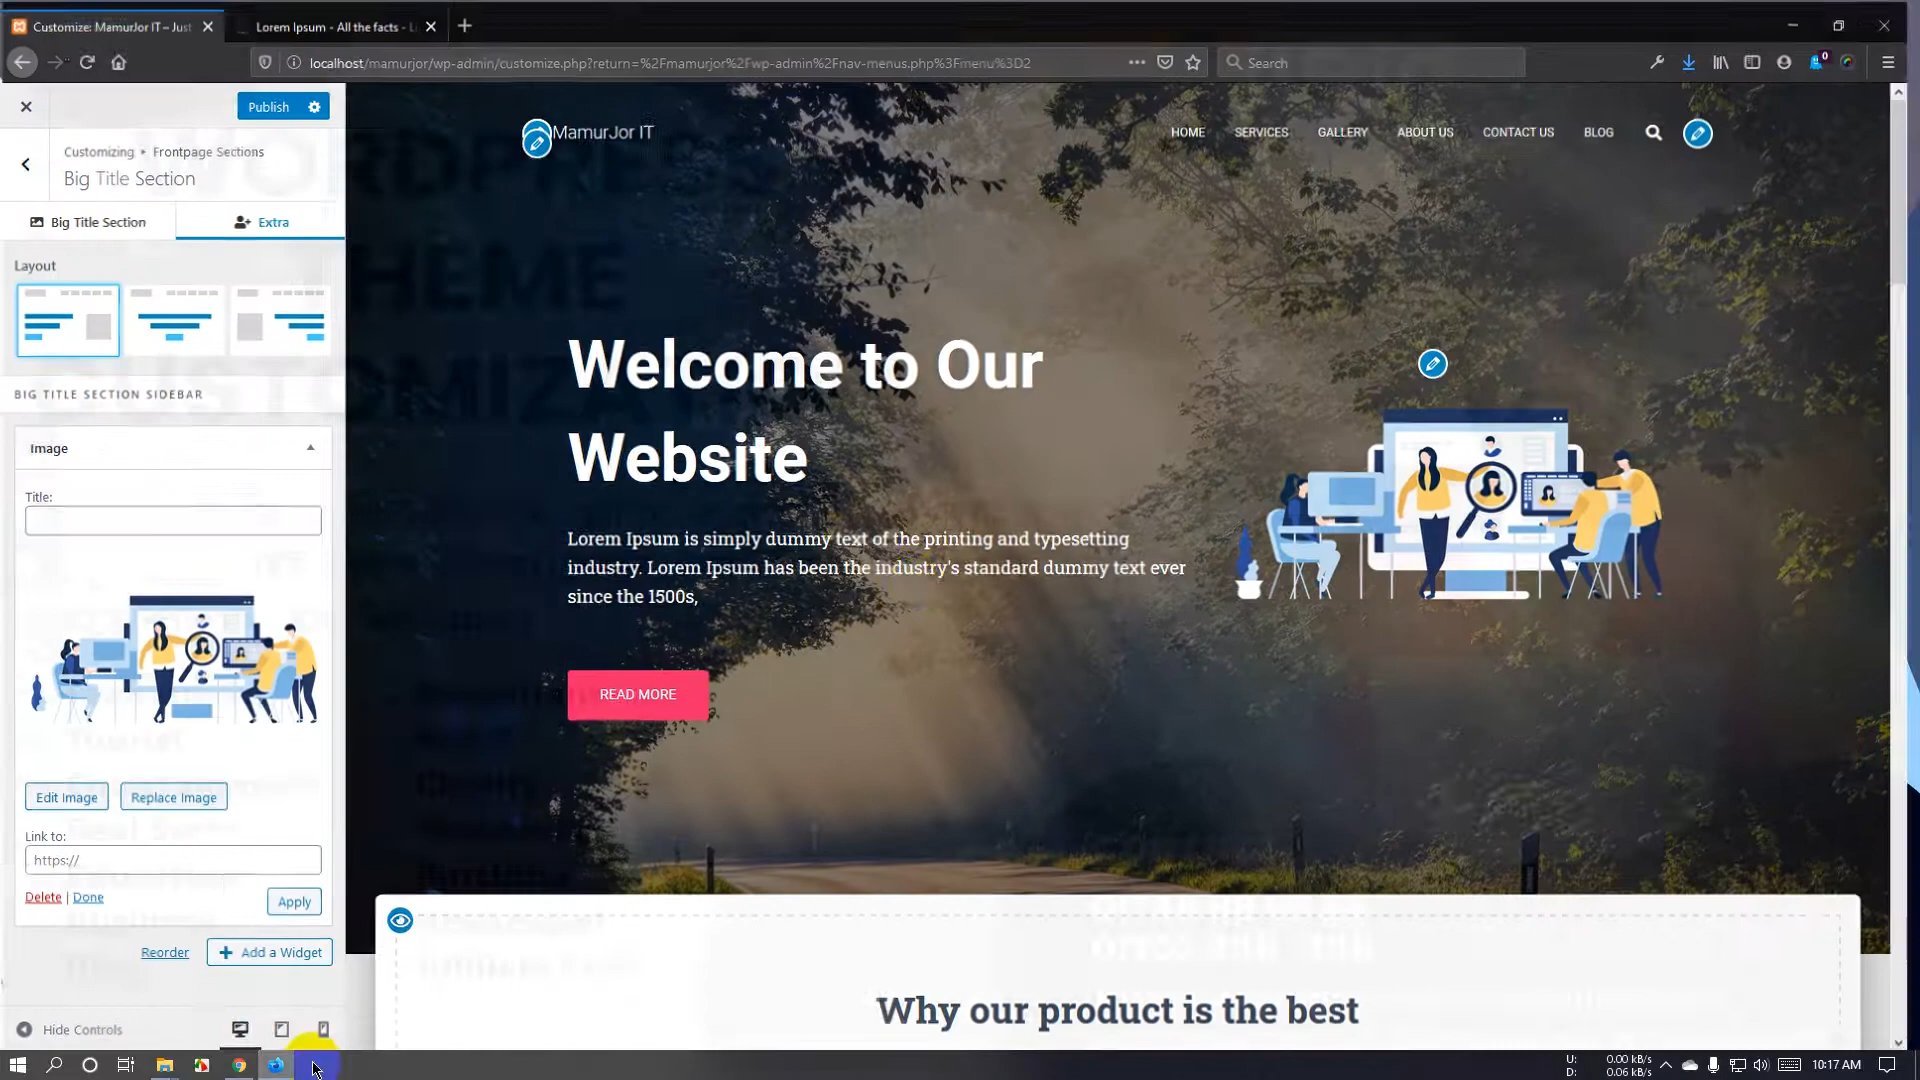 Customize: MamurJor IT – Just
Lorem Ipsum - All the facts - L
localhost/mamurjor/wp-admin/customize.php?return=%2Fmamurjor%2Fwp-admin%2Fnav-menus.php%3Fmenu%3D2
Search
0
Publish
Customizing • Frontpage Sections
Big Title Section
Big Title Section
Extra
Layout
BIG TITLE SECTION SIDEBAR
Image
Title:
Edit Image
Replace Image
Link to:
https://
Delete | Done
Apply
Reorder
Add a Widget
Hide Controls
MamurJor IT
HOME
SERVICES
GALLERY
ABOUT US
CONTACT US
BLOG
Welcome to Our
Website
Lorem Ipsum is simply dummy text of the printing and typesetting
industry. Lorem Ipsum has been the industry's standard dummy text ever
since the 1500s,
READ MORE
Why our product is the best
U: 0.00 kB/s
D: 0.06 kB/s
10:17 AM